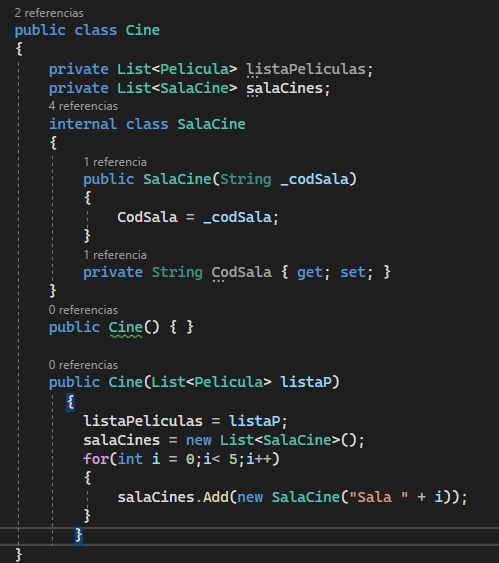 2 referencias
public class Cine
{
private List<Pelicula> listaPeliculas;
private List<SalaCine> salaCines;
4 referencias
internal class SalaCine
{
1 referencia
public SalaCine(String _codSala)
{
CodSala = _codSala;
}
1 referencia
private String CodSala { get; set; }
}
0 referencias
public Cine() { }
0 referencias
public Cine(List<Pelicula> listaP)
{
listaPeliculas = listaP;
salaCines = new List<SalaCine>();
for(int i = 0;i< 5;i++)
{
salaCines.Add(new SalaCine("Sala " + i));
}
}
}